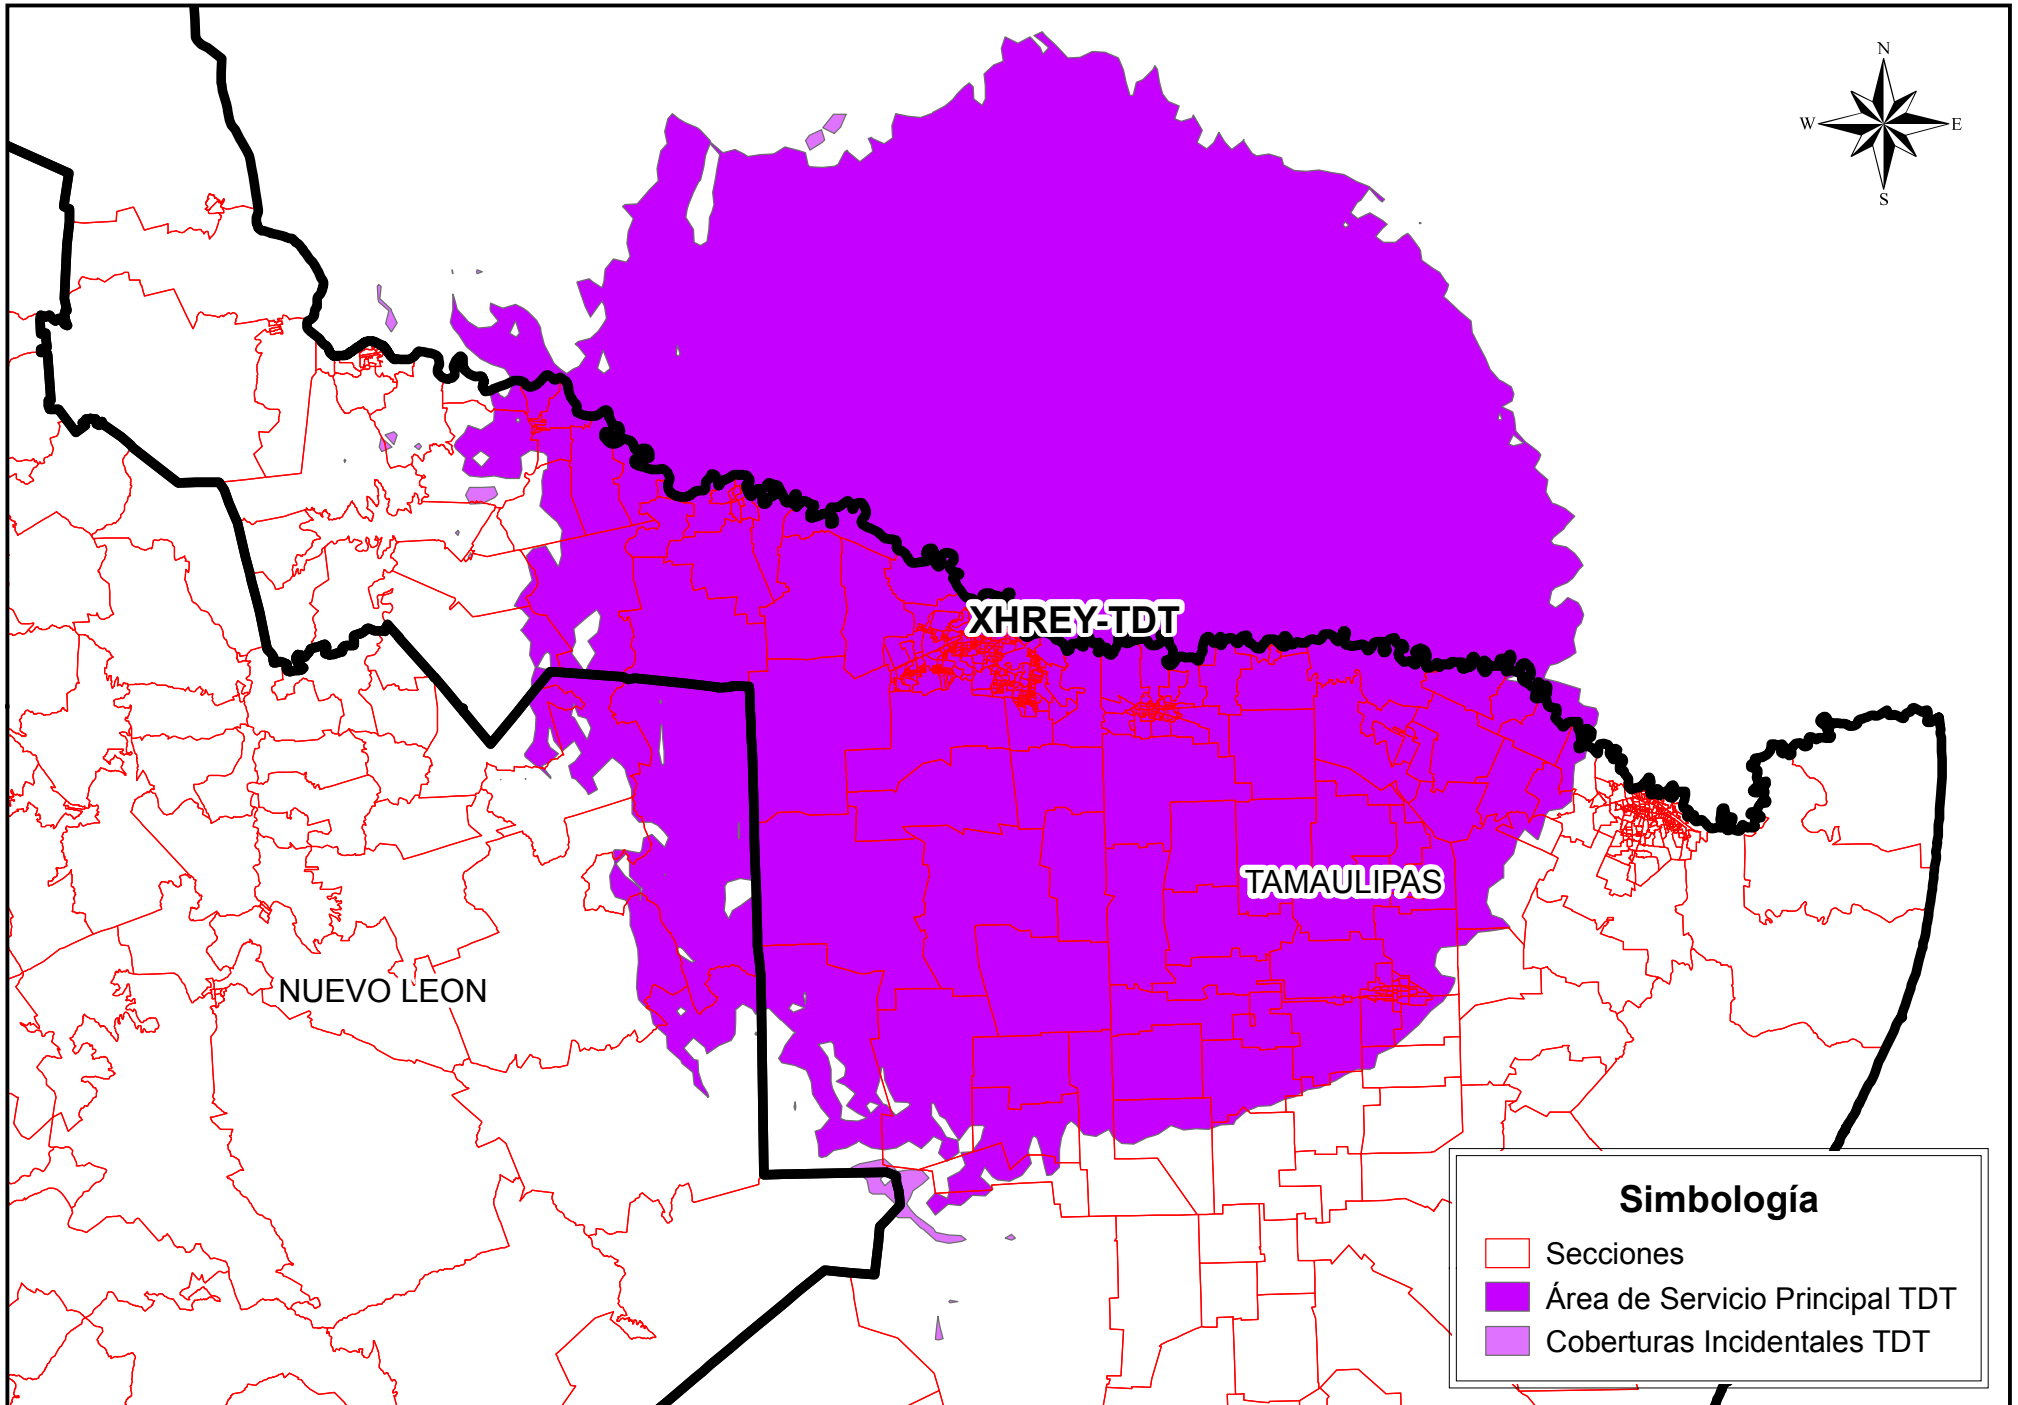 N
W E
S
XHREY-TDT
TAMAULIPAS
NUEVO LEON
Simbología
Secciones
Área de Servicio Principal TDT
Coberturas Incidentales TDT